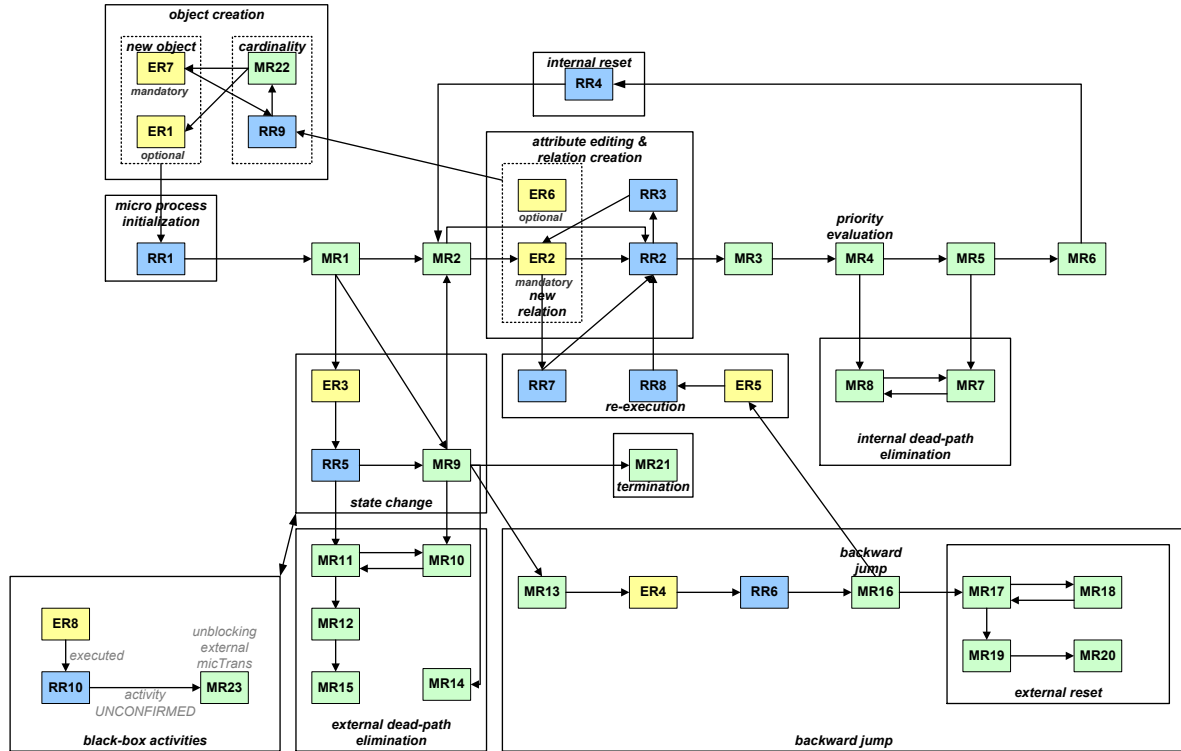 object creation
new object
cardinality
ER7
MR22
mandatory
ER1
RR9
optional
internal reset
RR4
attribute editing &
relation creation
ER6
RR3
optional
micro process
initialization
priority
evaluation
RR1
MR1
MR2
ER2
RR2
MR3
MR4
MR5
MR6
mandatory
new
relation
ER3
RR7
RR8
ER5
re-execution
MR8
MR7
internal dead-path
elimination
RR5
MR9
state change
MR21
termination
MR11
MR10
backward
jump
MR13
ER4
RR6
MR16
MR17
MR18
MR12
MR19
MR20
MR15
MR14
external reset
external dead-path
elimination
backward jump
ER8
unblocking
external
micTrans
executed
RR10
MR23
activity
UNCONFIRMED
black-box activities